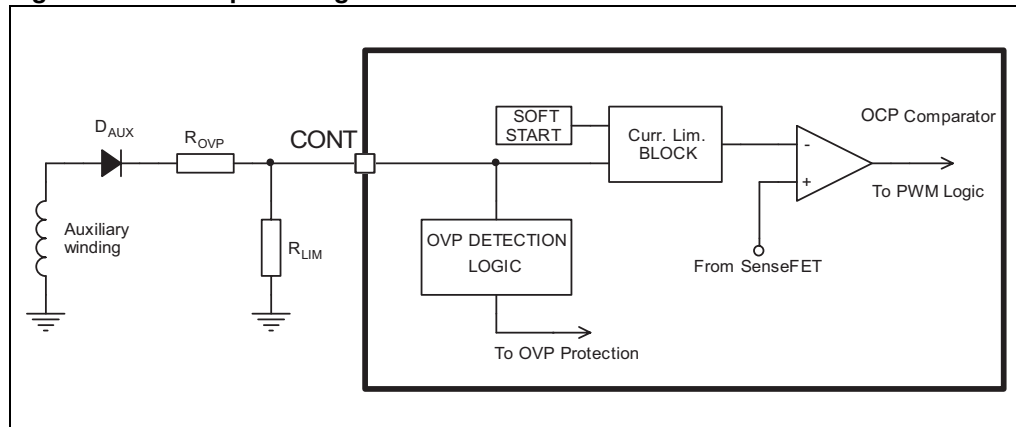 D_AUX
R_OVP
CONT
SOFT
START
Curr. Lim.
BLOCK
OCP Comparator
-
+
To PWM Logic
Auxiliary
winding
R_LIM
OVP DETECTION
LOGIC
From SenseFET
To OVP Protection